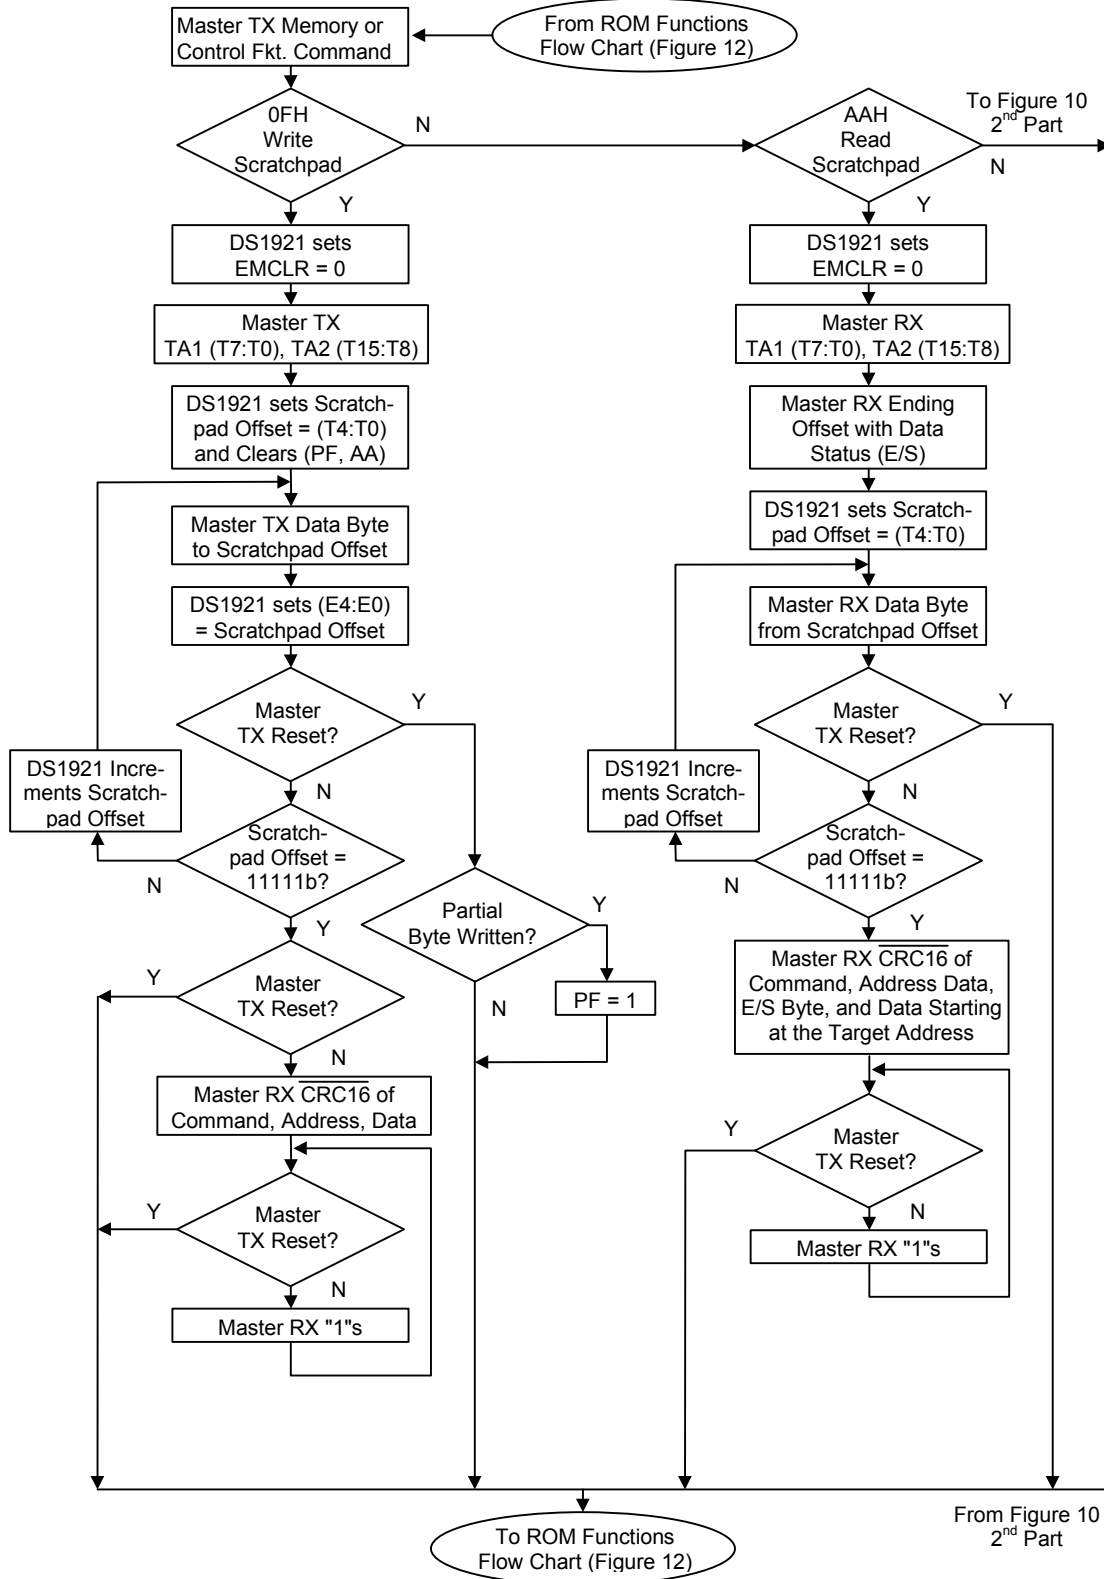 Master TX Memory or
Control Fkt. Command
From ROM Functions
Flow Chart (Figure 12)
0FH
Write
Scratchpad
N
Y
AAH
Read
Scratchpad
To Figure 10
2nd Part
N
Y
DS1921 sets
EMCLR = 0
Master TX
TA1 (T7:T0), TA2 (T15:T8)
DS1921 sets Scratch-
pad Offset = (T4:T0)
and Clears (PF, AA)
Master TX Data Byte
to Scratchpad Offset
DS1921 sets (E4:E0)
= Scratchpad Offset
Master
TX Reset?
Y
N
DS1921 Incre-
ments Scratch-
pad Offset
Scratch-
pad Offset =
11111b?
N
Y
Partial
Byte Written?
Y
N
PF = 1
Master
TX Reset?
Y
N
Master RX CRC16 of
Command, Address, Data
Master
TX Reset?
Y
N
Master RX "1"s
DS1921 sets
EMCLR = 0
Master RX
TA1 (T7:T0), TA2 (T15:T8)
Master RX Ending
Offset with Data
Status (E/S)
DS1921 sets Scratch-
pad Offset = (T4:T0)
Master RX Data Byte
from Scratchpad Offset
Master
TX Reset?
Y
N
DS1921 Incre-
ments Scratch-
pad Offset
Scratch-
pad Offset =
11111b?
N
Y
Master RX CRC16 of
Command, Address Data,
E/S Byte, and Data Starting
at the Target Address
Master
TX Reset?
Y
N
Master RX "1"s
From Figure 10
2nd Part
To ROM Functions
Flow Chart (Figure 12)